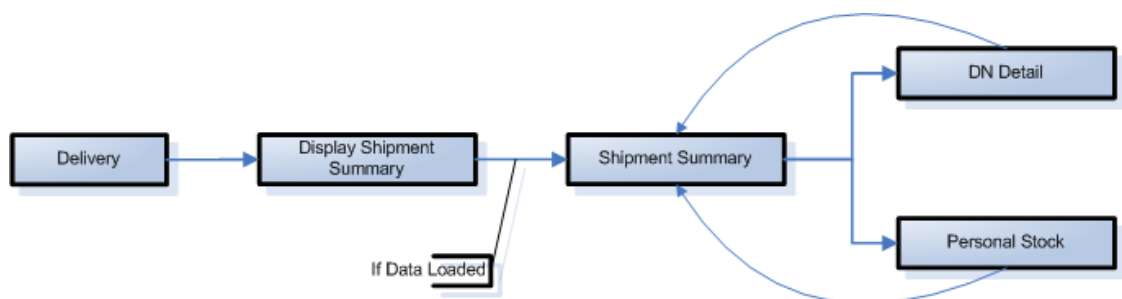 DN Detail
Delivery
Display Shipment
Summary
Shipment Summary
Personal Stock
If Data Loaded